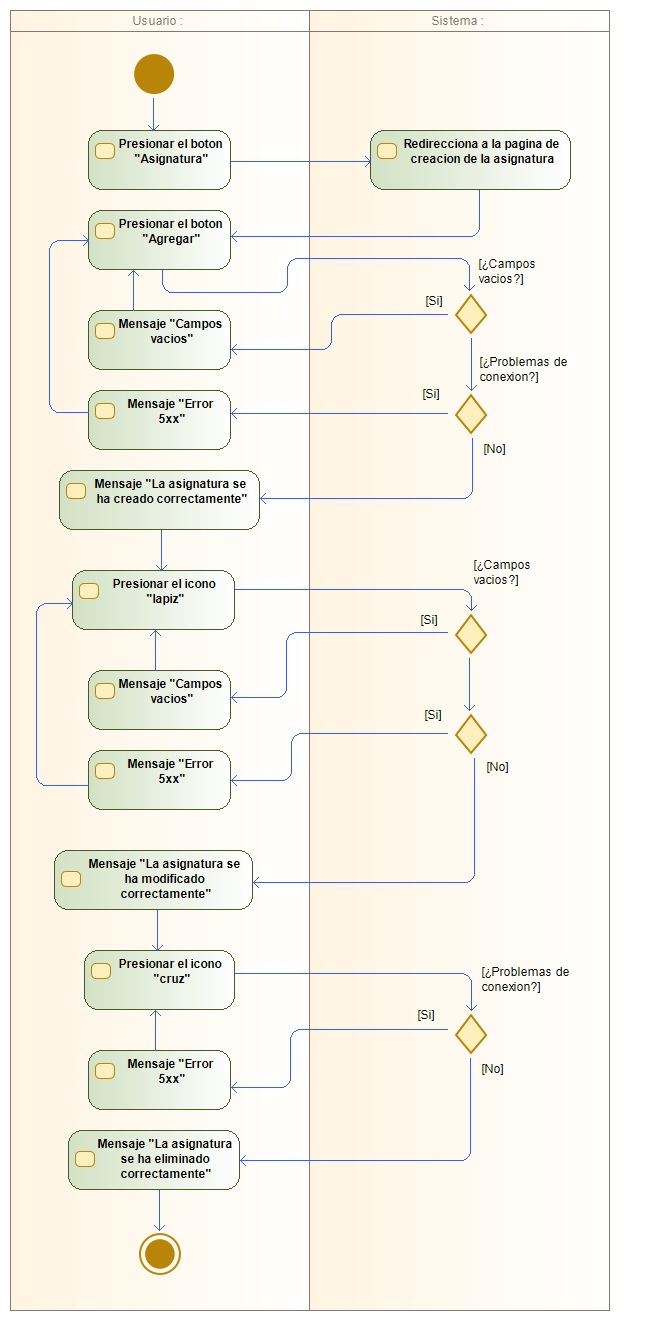 Usuario :
Sistema :
Presionar el boton
"Asignatura"
Redirecciona a la pagina de
creacion de la asignatura
Presionar el boton
"Agregar"
[¿Campos
vacios?]
[Si]
Mensaje "Campos
vacios"
[¿Problemas de
conexion?]
[Si]
Mensaje "Error
5xx"
[No]
Mensaje "La asignatura se
ha creado correctamente"
[¿Campos
vacios?]
Presionar el icono
"lapiz"
[Si]
Mensaje "Campos
vacios"
[Si]
Mensaje "Error
5xx"
[No]
Mensaje "La asignatura se
ha modificado
correctamente"
Presionar el icono
"cruz"
[¿Problemas de
conexion?]
[Si]
Mensaje "Error
5xx"
[No]
Mensaje "La asignatura
se ha eliminado
correctamente"